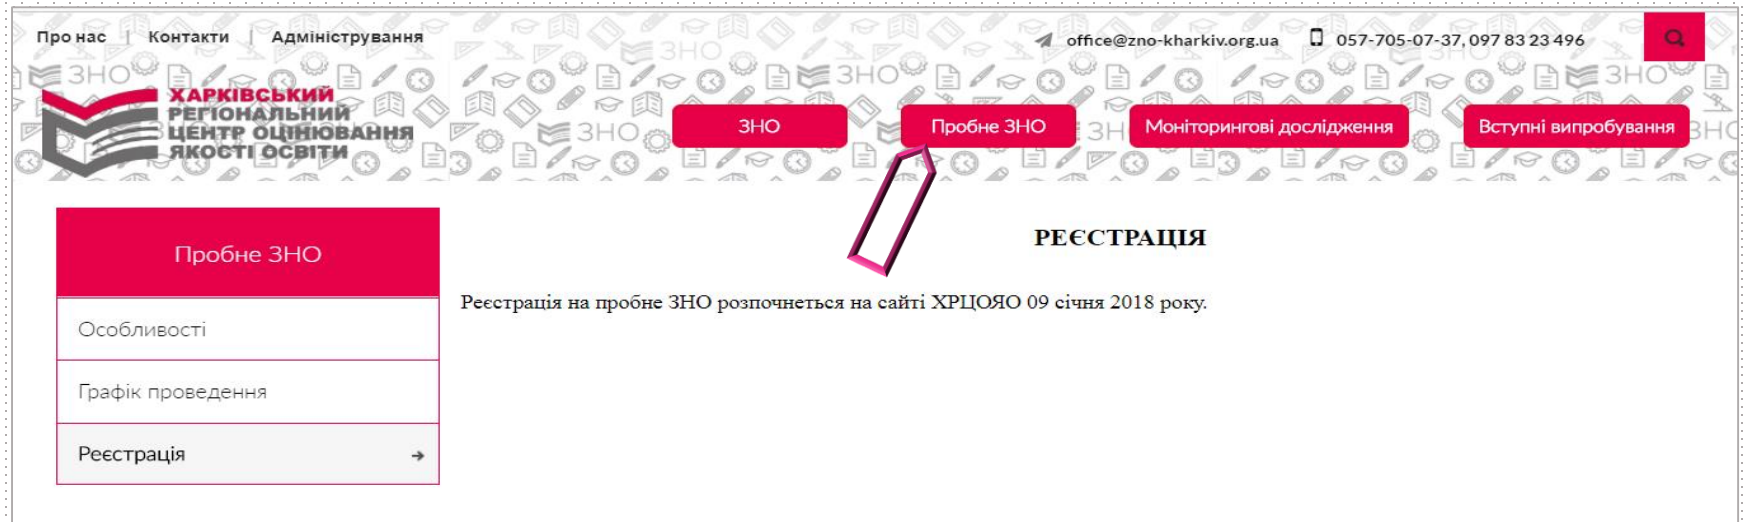 Про нас | Контакти | Адміністрування
office@zno-kharkiv.org.ua 057-705-07-37, 097 83 23 496
ХАРКІВСЬКИЙ
РЕГІОНАЛЬНИЙ
ЦЕНТР ОЦІНЮВАННЯ
ЯКОСТІ ОСВІТИ
ЗНО
Пробне ЗНО
Моніторингові дослідження
Вступні випробування
Пробне ЗНО
Особливості
Графік проведення
Реєстрація
РЕЄСТРАЦІЯ
Реєстрація на пробне ЗНО розпочнеться на сайті ХРЦОЯО 09 січня 2018 року.